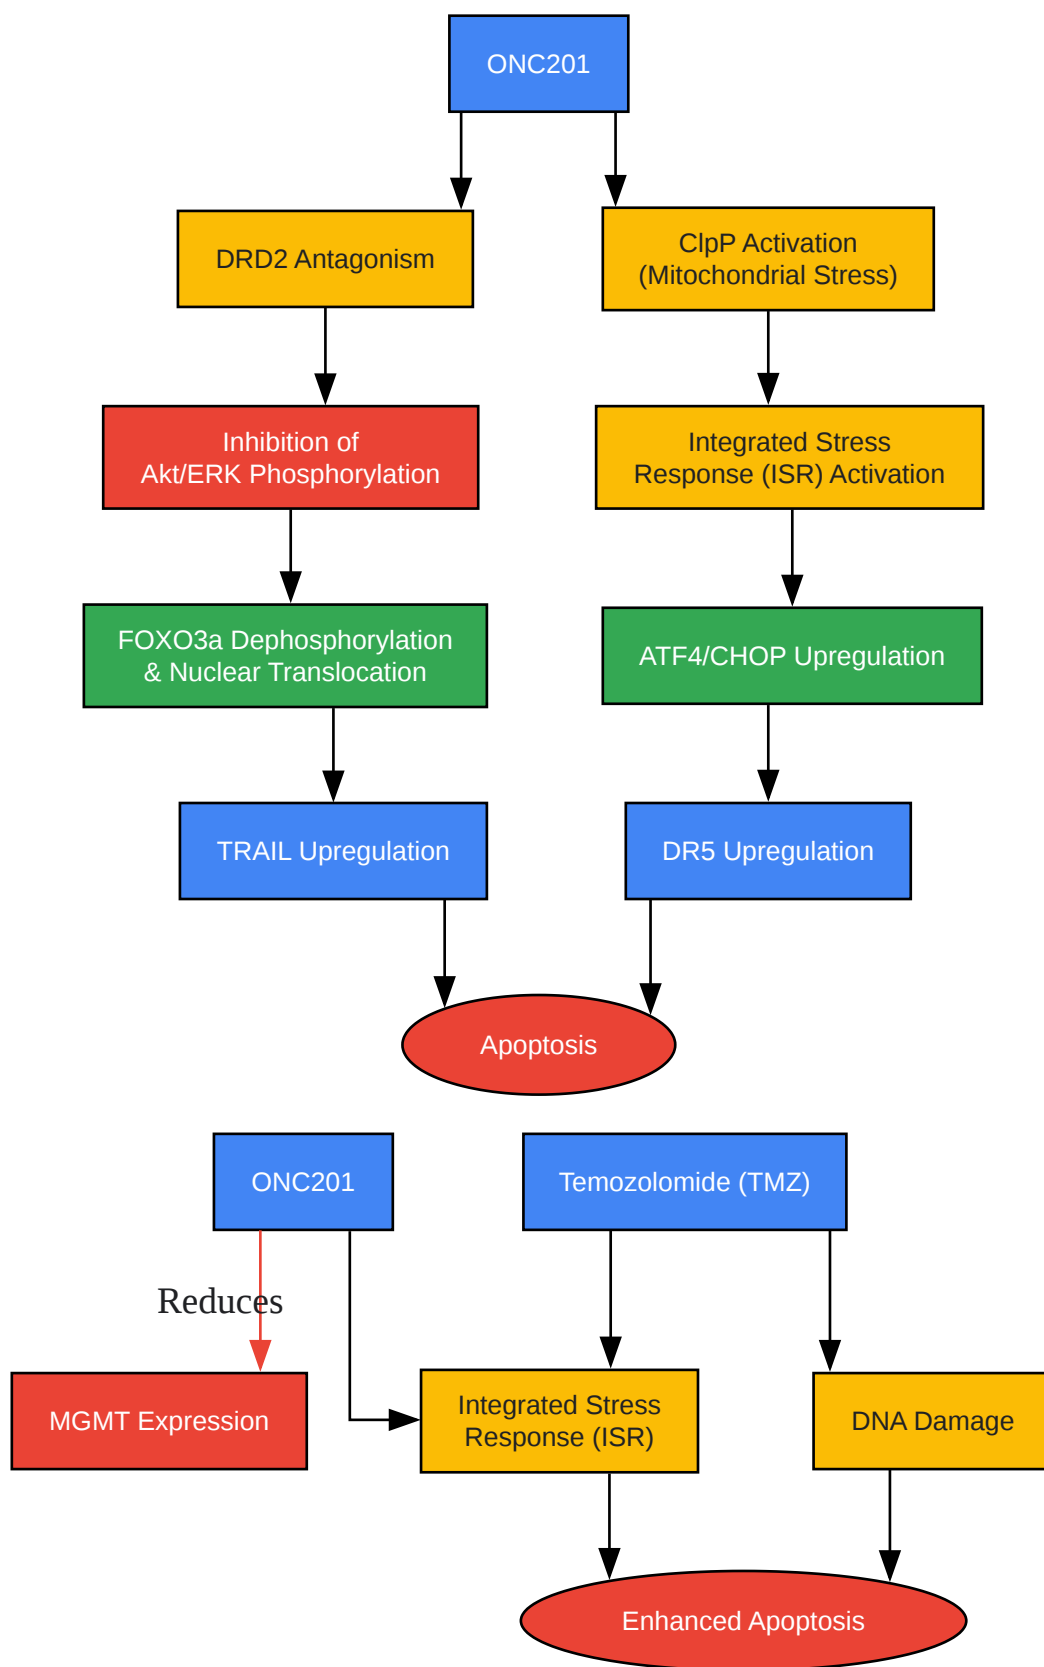 ONC201
DRD2 Antagonism
ClpP Activation
(Mitochondrial Stress)
Inhibition of
Akt/ERK Phosphorylation
Integrated Stress
Response (ISR) Activation
FOXO3a Dephosphorylation
& Nuclear Translocation
ATF4/CHOP Upregulation
TRAIL Upregulation
DR5 Upregulation
Apoptosis
ONC201
Temozolomide (TMZ)
Reduces
MGMT Expression
Integrated Stress
Response (ISR)
DNA Damage
Enhanced Apoptosis